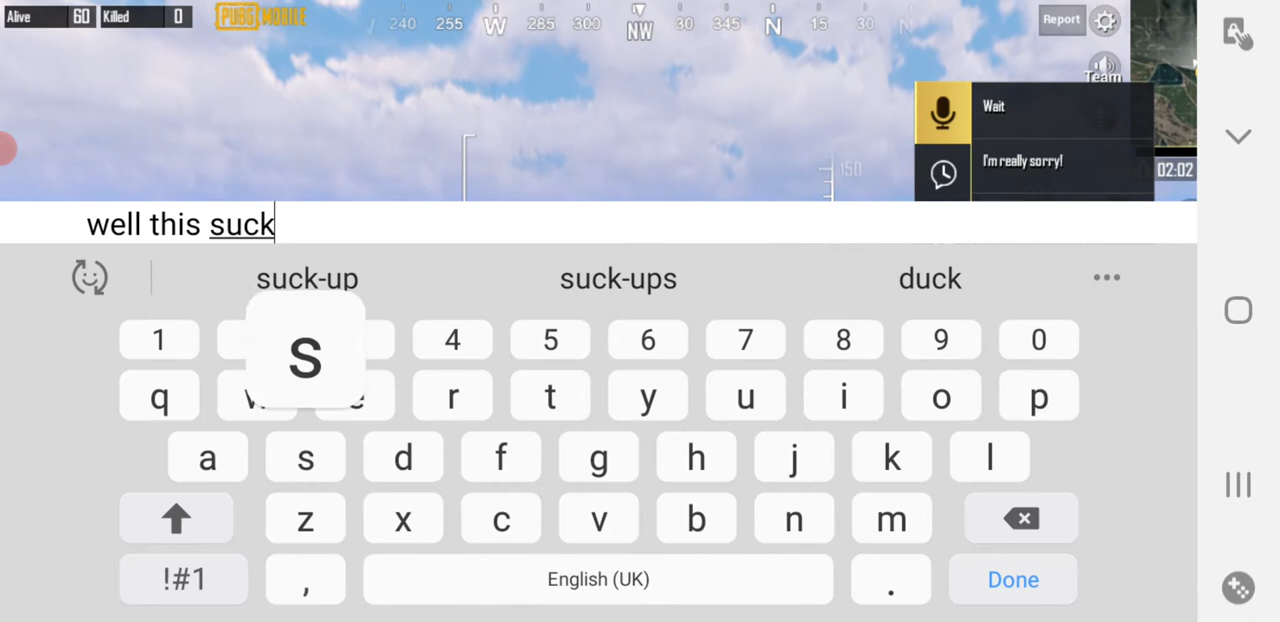 Alive 60 Killed 0 PUBG MOBILE
240 255 W 285 300 NW 30 345 N 15 30 N
Report
Team
Wait
I'm really sorry!
150
02:02
well this suck
suck-up suck-ups duck
s
1 4 5 6 7 8 9 0
q w e r t y u i o p
a s d f g h j k l
z x c v b n m
!#1 , English (UK) . Done